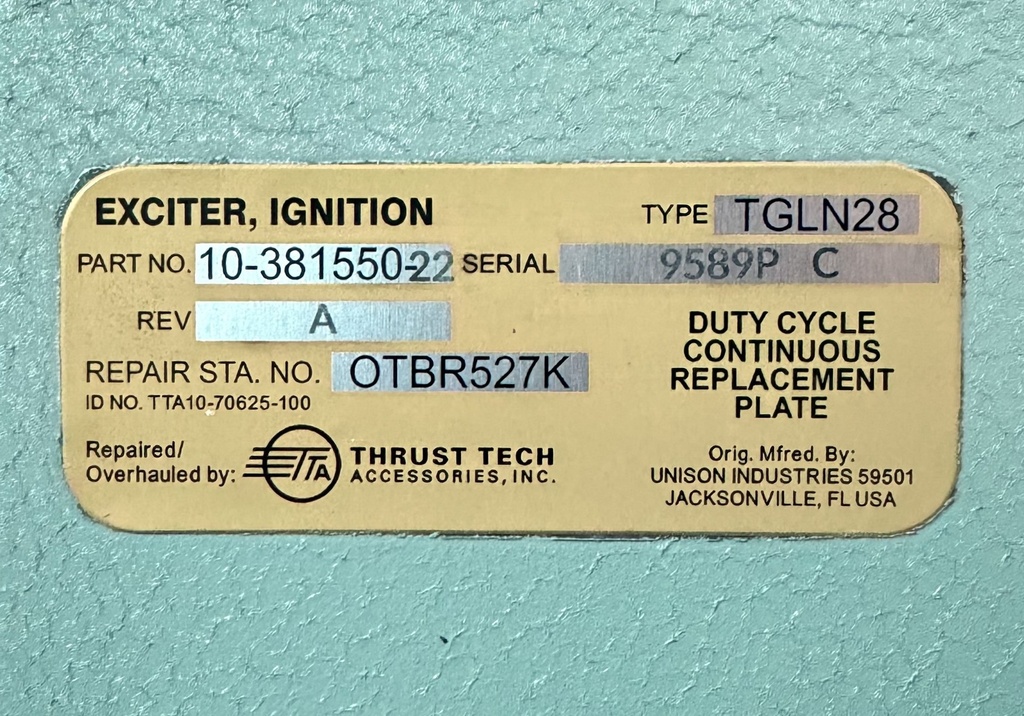 EXCITER, IGNITION TYPE TGLN28
PART NO. 10-381550-22 SERIAL 9589P C
REV A
DUTY CYCLE
CONTINUOUS
REPLACEMENT
PLATE
REPAIR STA. NO. OTBR527K
ID NO. TTA10-70625-100
Repaired/
Overhauled by: TTA THRUST TECH
ACCESSORIES, INC.
Orig. Mfred. By:
UNISON INDUSTRIES 59501
JACKSONVILLE, FL USA